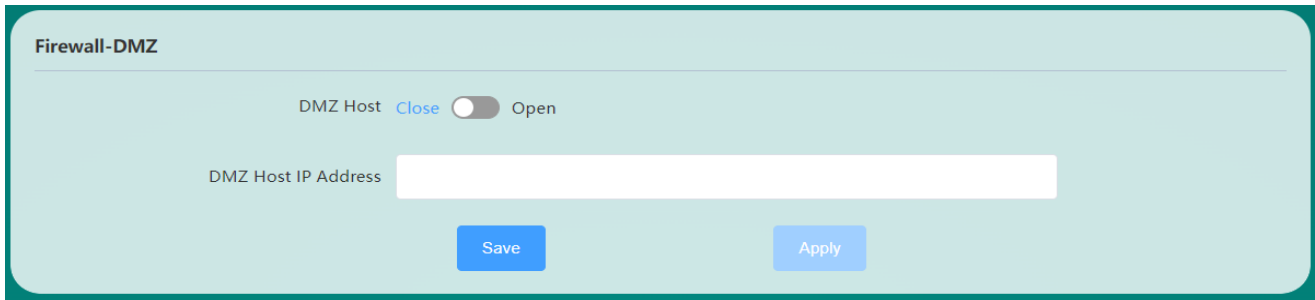 Firewall-DMZ
DMZ Host Close Open
DMZ Host IP Address
Save Apply